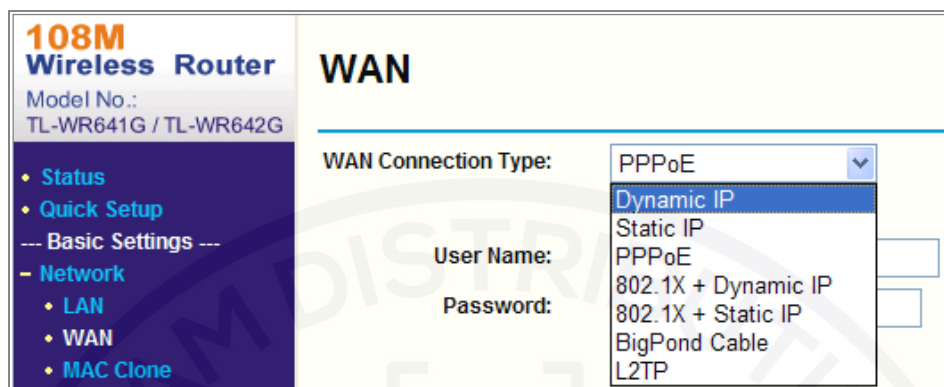 108M
Wireless Router
Model No.:
TL-WR641G / TL-WR642G
• Status
• Quick Setup
--- Basic Settings ---
– Network
• LAN
• WAN
• MAC Clone
WAN
WAN Connection Type:
PPPoE
Dynamic IP
Static IP
PPPoE
802.1X + Dynamic IP
802.1X + Static IP
BigPond Cable
L2TP
User Name:
Password: